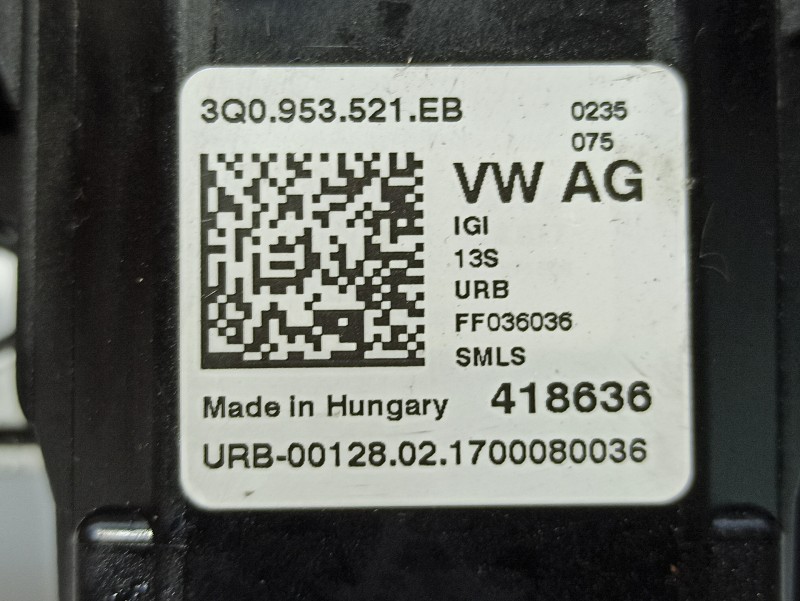 3Q0.953.521.EB
0235
075
VW AG
IGI
13S
URB
FF036036
SMLS
Made in Hungary 418636
URB-00128.02.1700080036